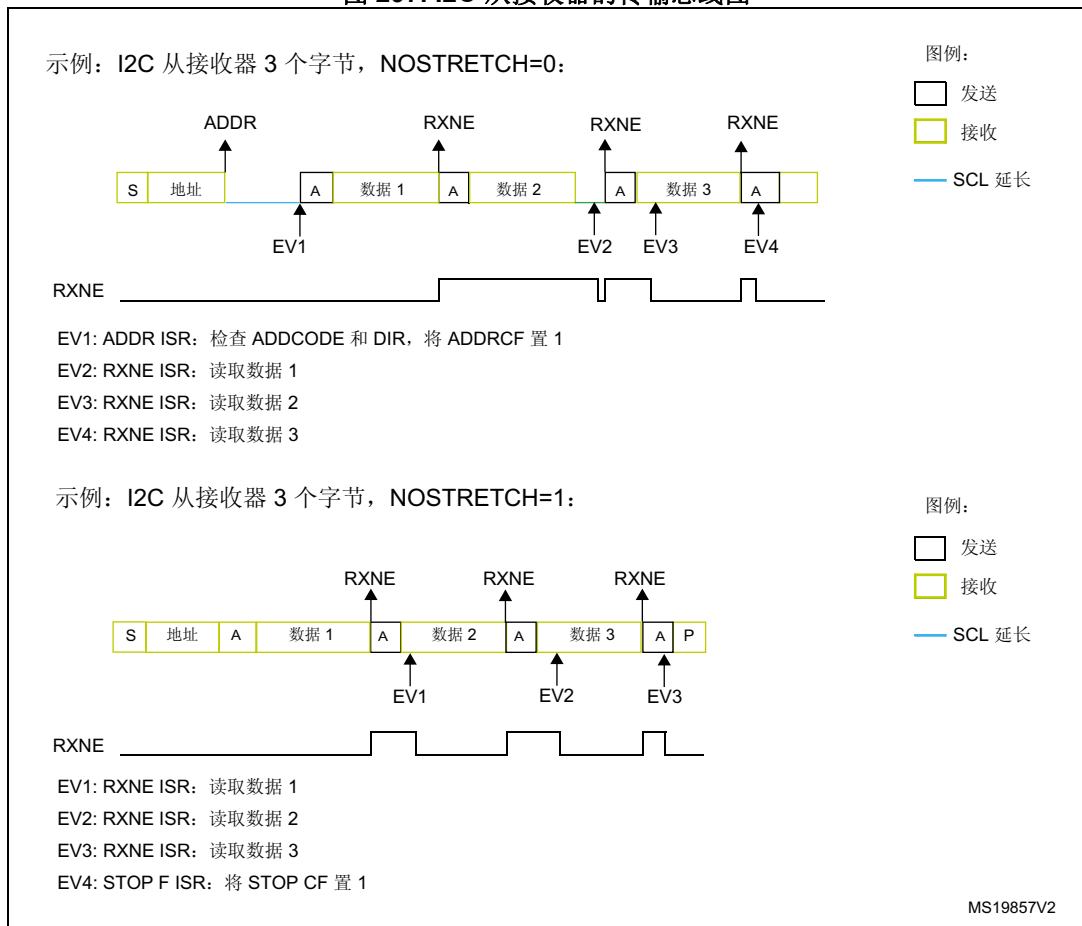 示例：I2C 从接收器 3 个字节，NOSTRETCH=0：
图例：
发送
接收
SCL 延长
ADDR RXNE RXNE RXNE
S 地址 A 数据 1 A 数据 2 A 数据 3 A
EV1 EV2 EV3 EV4
RXNE
EV1: ADDR ISR：检查 ADDCODE 和 DIR，将 ADDRCF 置 1
EV2: RXNE ISR：读取数据 1
EV3: RXNE ISR：读取数据 2
EV4: RXNE ISR：读取数据 3
示例：I2C 从接收器 3 个字节，NOSTRETCH=1：
图例：
发送
接收
SCL 延长
RXNE RXNE RXNE
S 地址 A 数据 1 A 数据 2 A 数据 3 A P
EV1 EV2 EV3
RXNE
EV1: RXNE ISR：读取数据 1
EV2: RXNE ISR：读取数据 2
EV3: RXNE ISR：读取数据 3
EV4: STOP F ISR：将 STOP CF 置 1
MS19857V2